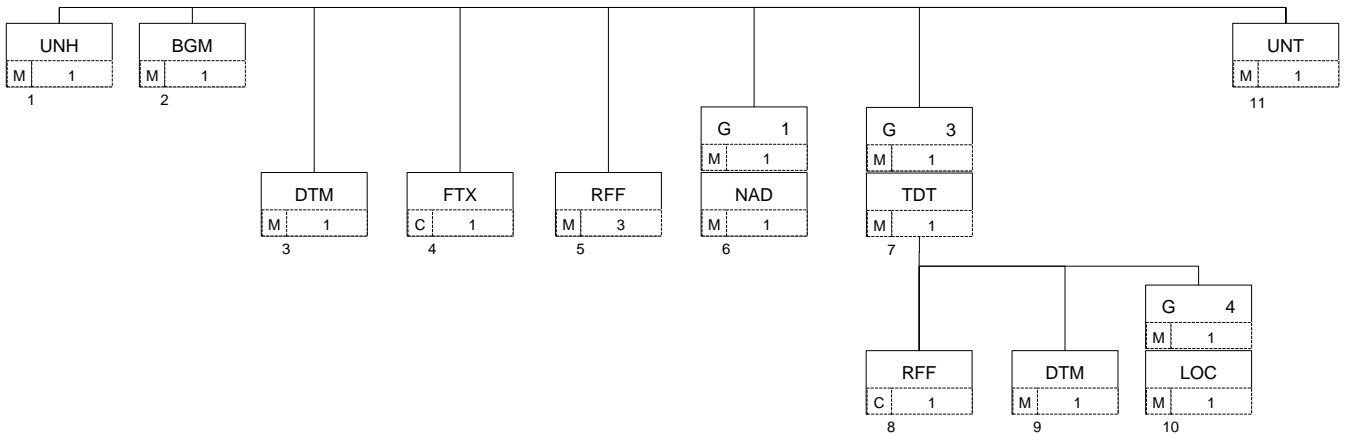 UNH BGM UNT
M 1 M 1 M 1
1 2 11
G 1 G 3
M 1 M 1
DTM FTX RFF NAD TDT
M 1 C 1 M 3 M 1 M 1
3 4 5 6 7
G 4
M 1
RFF DTM LOC
C 1 M 1 M 1
8 9 10